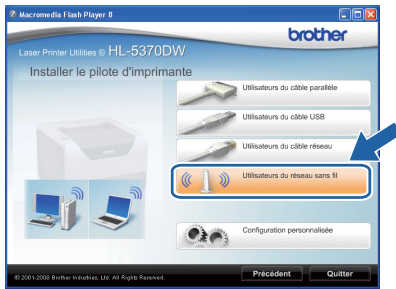 Macromedia Flash Player 8
brother
Laser Printer Utilities ® HL-5370DW
Installer le pilote d'imprimante
Utilisateurs du câble parallèle
Utilisateurs du câble USB
Utilisateurs du câble réseau
Utilisateurs du réseau sans fil
Configuration personnalisée
© 2001-2009 Brother Industries, Ltd. All Rights Reserved.
Précédent
Quitter